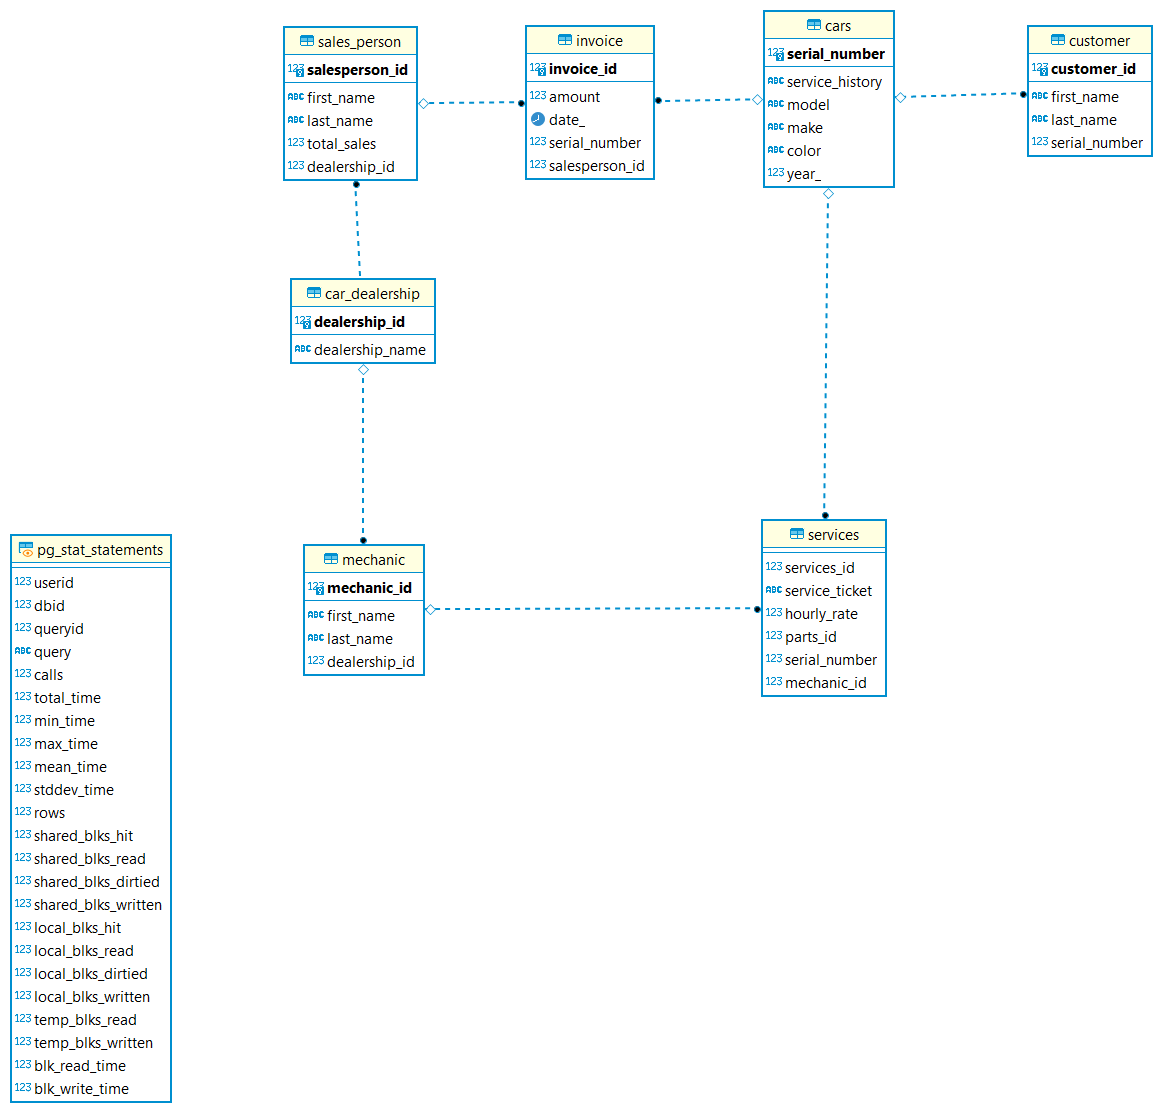 sales_person
123 salesperson_id
ABC first_name
ABC last_name
123 total_sales
123 dealership_id
invoice
123 invoice_id
123 amount
date_
123 serial_number
123 salesperson_id
cars
123 serial_number
ABC service_history
ABC model
ABC make
ABC color
123 year_
customer
123 customer_id
ABC first_name
ABC last_name
123 serial_number
car_dealership
123 dealership_id
ABC dealership_name
mechanic
123 mechanic_id
ABC first_name
ABC last_name
123 dealership_id
services
123 services_id
ABC service_ticket
123 hourly_rate
123 parts_id
123 serial_number
123 mechanic_id
pg_stat_statements
123 userid
123 dbid
123 queryid
ABC query
123 calls
123 total_time
123 min_time
123 max_time
123 mean_time
123 stddev_time
123 rows
123 shared_blks_hit
123 shared_blks_read
123 shared_blks_dirtied
123 shared_blks_written
123 local_blks_hit
123 local_blks_read
123 local_blks_dirtied
123 local_blks_written
123 temp_blks_read
123 temp_blks_written
123 blk_read_time
123 blk_write_time